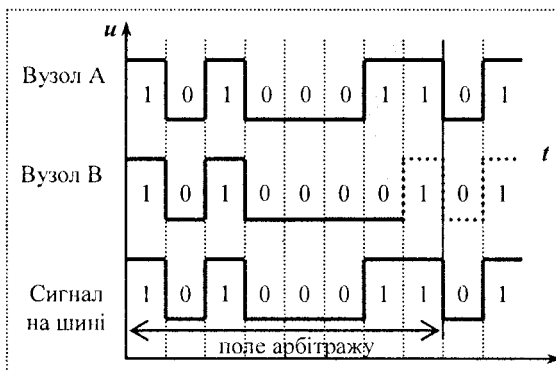 u
Вузол А
1 0 1 0 0 0 1 1 0 1
t
Вузол В
1 0 1 0 0 0 0 1 0 1
Сигнал
на шині
1 0 1 0 0 0 1 1 0 1
поле арбітражу